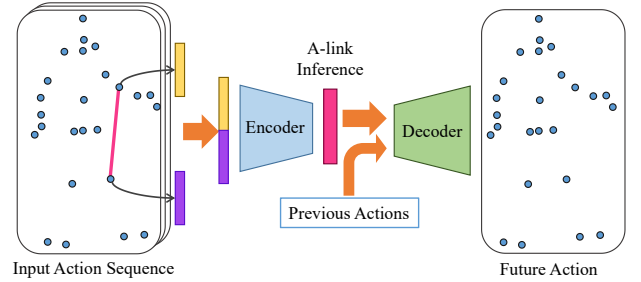 A-link
Inference
Encoder
Decoder
Previous Actions
Input Action Sequence
Future Action